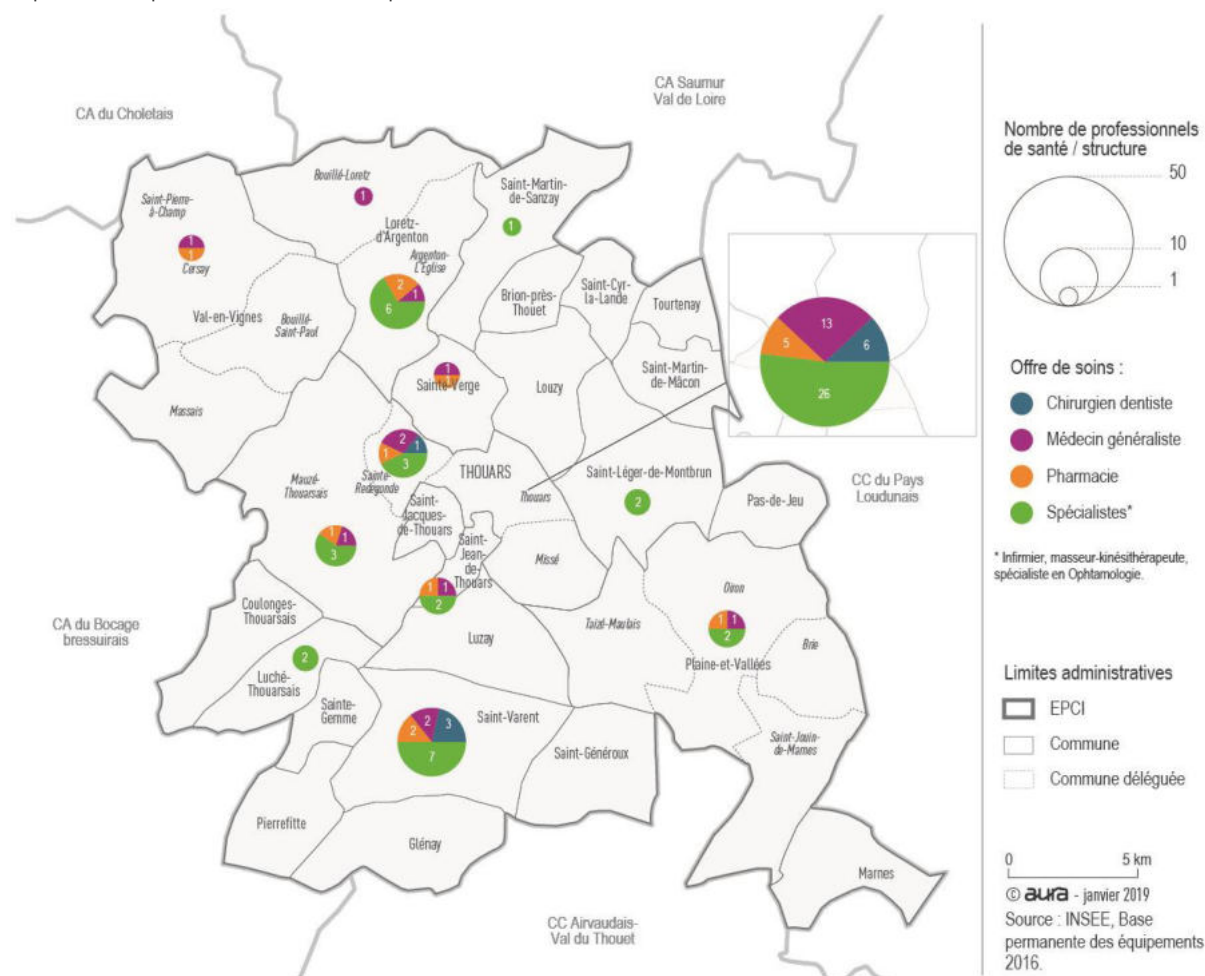 CA Saumur
Val de Loire
CA du Choletais
Bouillé-Loretz
1
Saint-Martin-
de-Sanzay
1
Saint-Pierre-
à-Champ
1
1
Cersay
Loretz-
d'Argenton
Argenton-
L'Eglise
2
1
6
Brion-près-
Thouet
Saint-Cyr-
la-Lande
Tourtenay
Val-en-Vignes
Bouillé-
Saint-Paul
Massais
1
Sainte-Verge
Louzy
Saint-Martin-
de-Mâcon
13
5
6
26
2
1
1
3
Sainte-
Radegonde
THOUARS
Thouars
Saint-Léger-de-Montbrun
2
CC du Pays
Loudunais
Pas-de-Jeu
Mauzé-
Thouarsais
1
1
3
Saint-
Jacques-
de-Thouars
Saint-
Jean-
de-
Thouars
Missé
1
1
2
Coulonges-
Thouarsais
CA du Bocage
bressuirais
2
Luché-
Thouarsais
Luzay
Taizé-Maulais
Oiron
1
1
2
Plaine-et-Vallées
Brie
Sainte-
Gemme
2
2
3
7
Saint-Varent
Saint-Généroux
Saint-Jouin-
de-Marnes
Pierrefitte
Glénay
Marnes
CC Airvaudais-
Val du Thouet
Nombre de professionnels
de santé / structure
50
10
1
Offre de soins :
Chirurgien dentiste
Médecin généraliste
Pharmacie
Spécialistes*
* Infirmier, masseur-kinésithérapeute,
spécialiste en Ophtamologie.
Limites administratives
EPCI
Commune
Commune déléguée
0 5 km
© aura - janvier 2019
Source : INSEE, Base
permanente des équipements
2016.